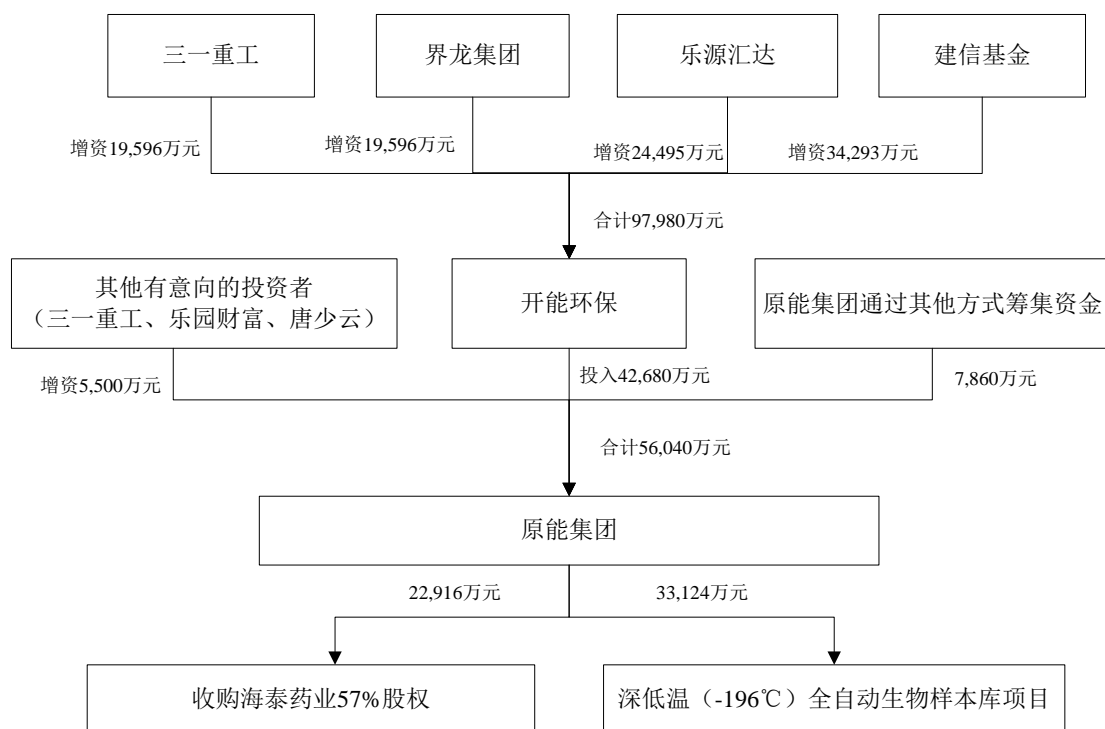 三一重工
界龙集团
乐源汇达
建信基金
增资19,596万元
增资19,596万元
增资24,495万元
增资34,293万元
合计97,980万元
其他有意向的投资者
（三一重工、乐园财富、唐少云）
开能环保
原能集团通过其他方式筹集资金
增资5,500万元
投入42,680万元
7,860万元
合计56,040万元
原能集团
22,916万元
33,124万元
收购海泰药业57%股权
深低温（-196℃）全自动生物样本库项目